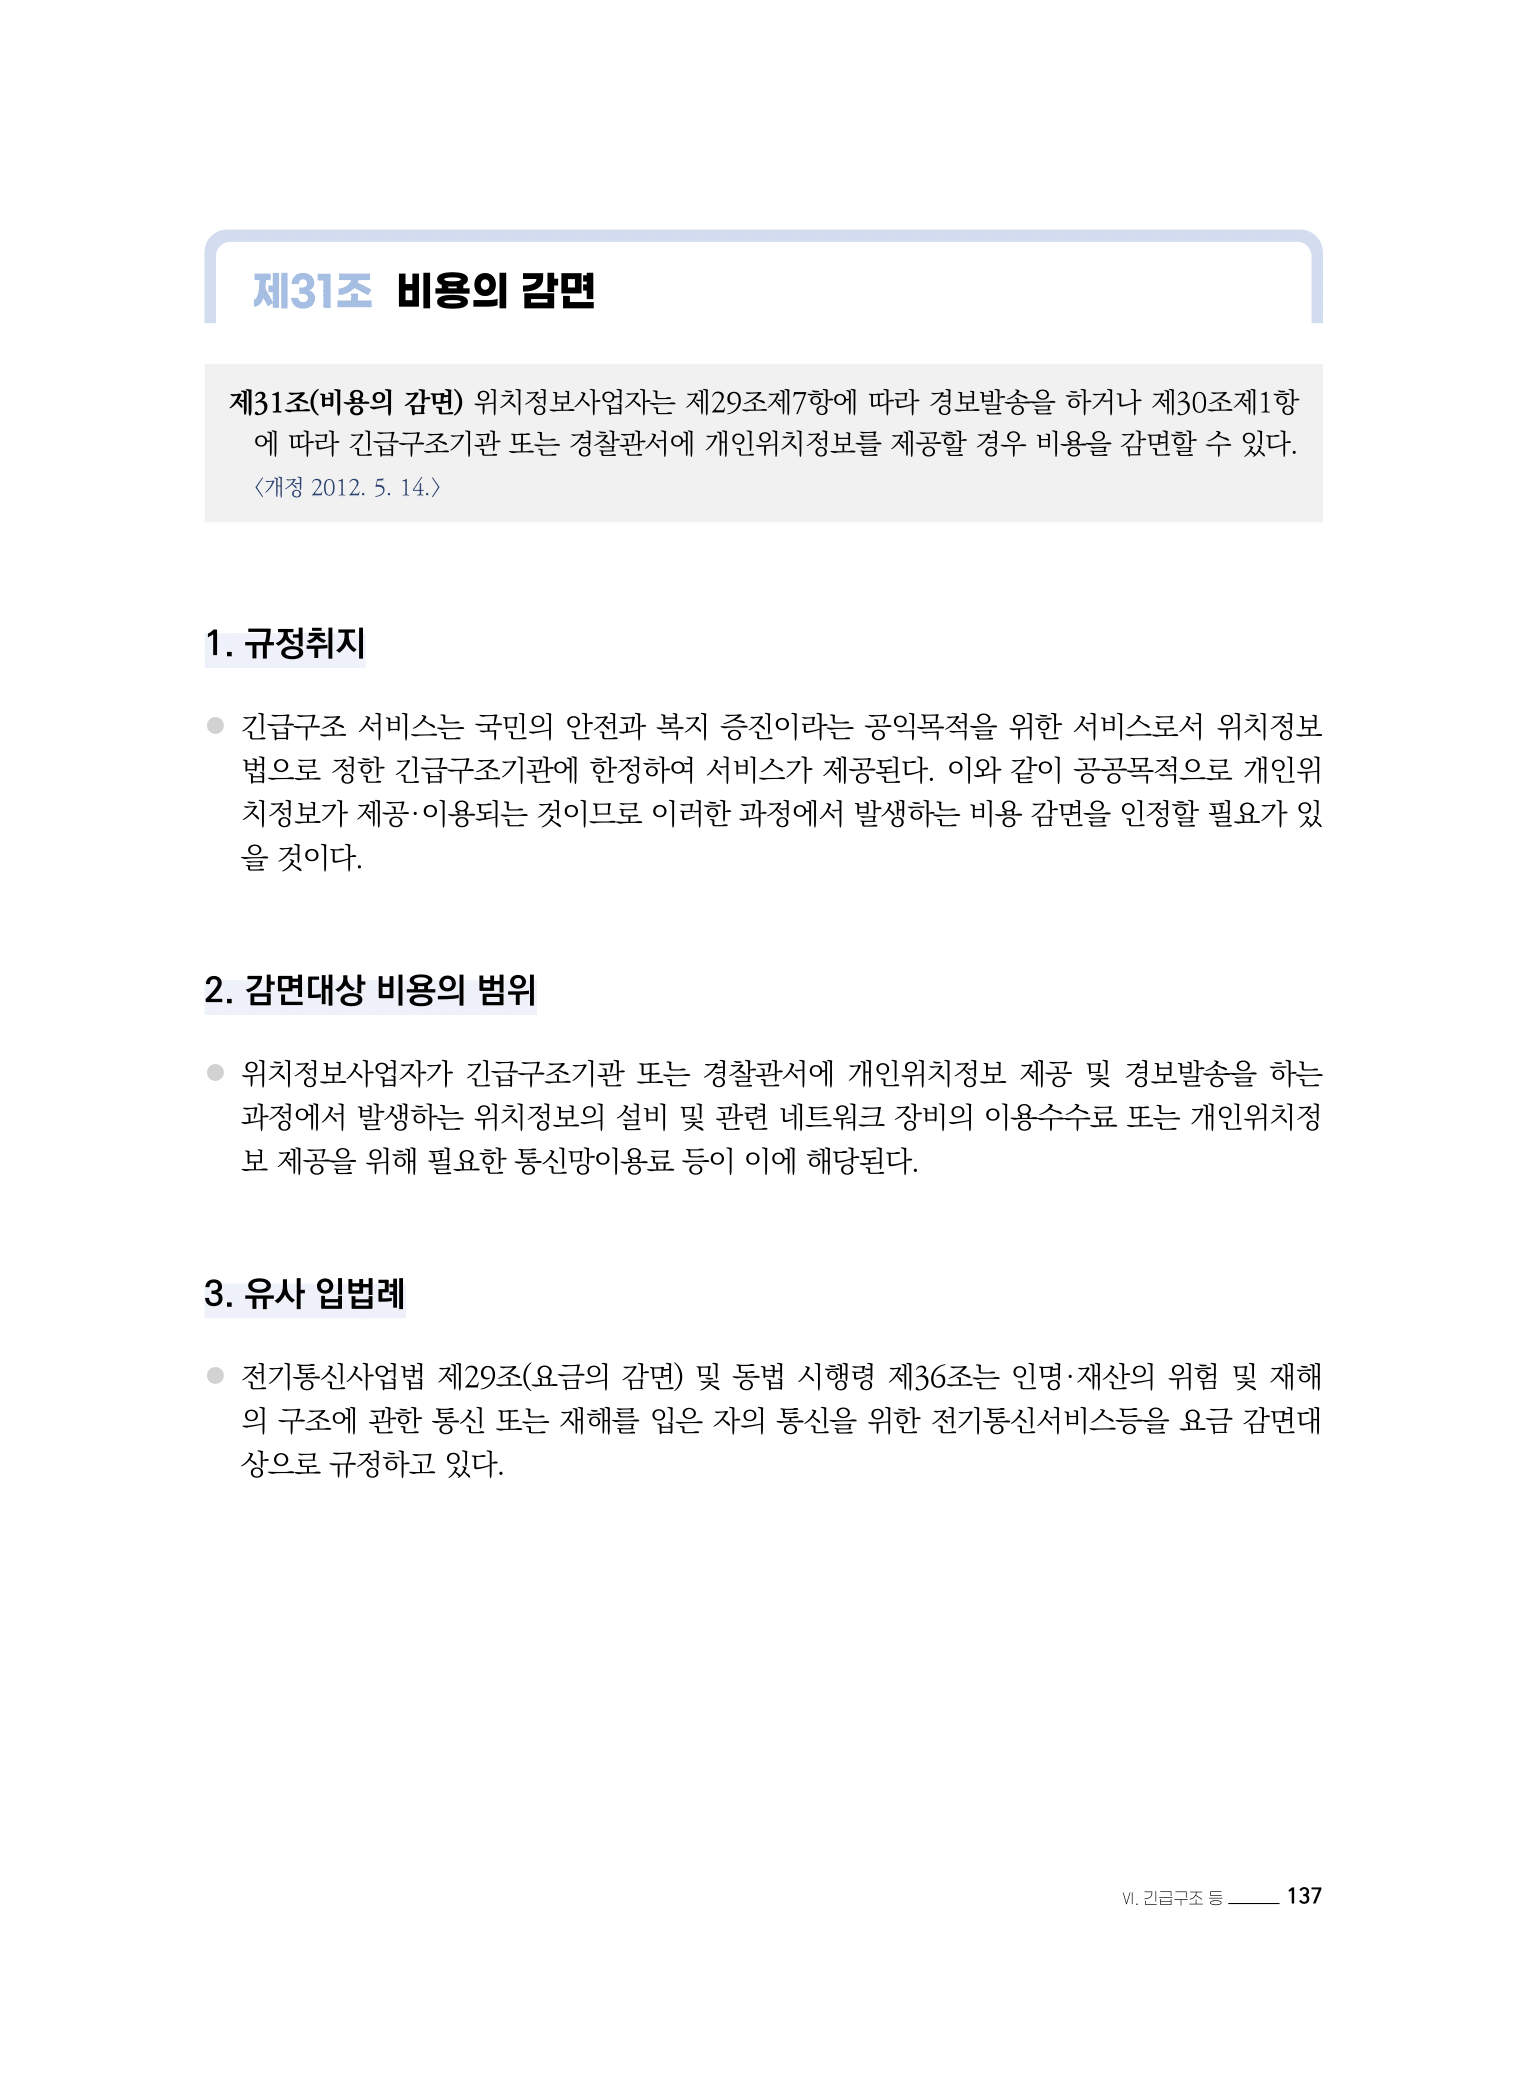 제31조 비용의 감면
제31조(비용의 감면) 위치정보사업자는 제29조제7항에 따라 경보발송을 하거나 제30조제1항
에 따라 긴급구조기관 또는 경찰관서에 개인위치정보를 제공할 경우 비용을 감면할 수 있다.
〈개정 2012. 5. 14.〉
1. 규정취지
● 긴급구조 서비스는 국민의 안전과 복지 증진이라는 공익목적을 위한 서비스로서 위치정보
법으로 정한 긴급구조기관에 한정하여 서비스가 제공된다. 이와 같이 공공목적으로 개인위
치정보가 제공·이용되는 것이므로 이러한 과정에서 발생하는 비용 감면을 인정할 필요가 있
을 것이다.
2. 감면대상 비용의 범위
● 위치정보사업자가 긴급구조기관 또는 경찰관서에 개인위치정보 제공 및 경보발송을 하는
과정에서 발생하는 위치정보의 설비 및 관련 네트워크 장비의 이용수수료 또는 개인위치정
보 제공을 위해 필요한 통신망이용료 등이 이에 해당된다.
3. 유사 입법례
● 전기통신사업법 제29조(요금의 감면) 및 동법 시행령 제36조는 인명·재산의 위험 및 재해
의 구조에 관한 통신 또는 재해를 입은 자의 통신을 위한 전기통신서비스등을 요금 감면대
상으로 규정하고 있다.
Ⅵ. 긴급구조 등 137